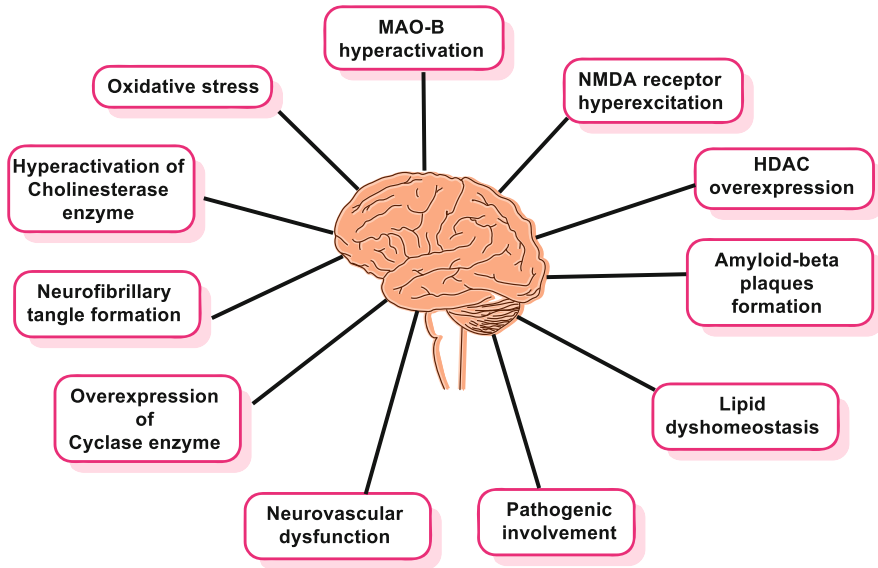 MAO-B
hyperactivation
NMDA receptor
hyperexcitation
HDAC
overexpression
Amyloid-beta
plaques
formation
Lipid
dyshomeostasis
Pathogenic
involvement
Neurovascular
dysfunction
Overexpression
of
Cyclase enzyme
Neurofibrillary
tangle formation
Hyperactivation of
Cholinesterase
enzyme
Oxidative stress